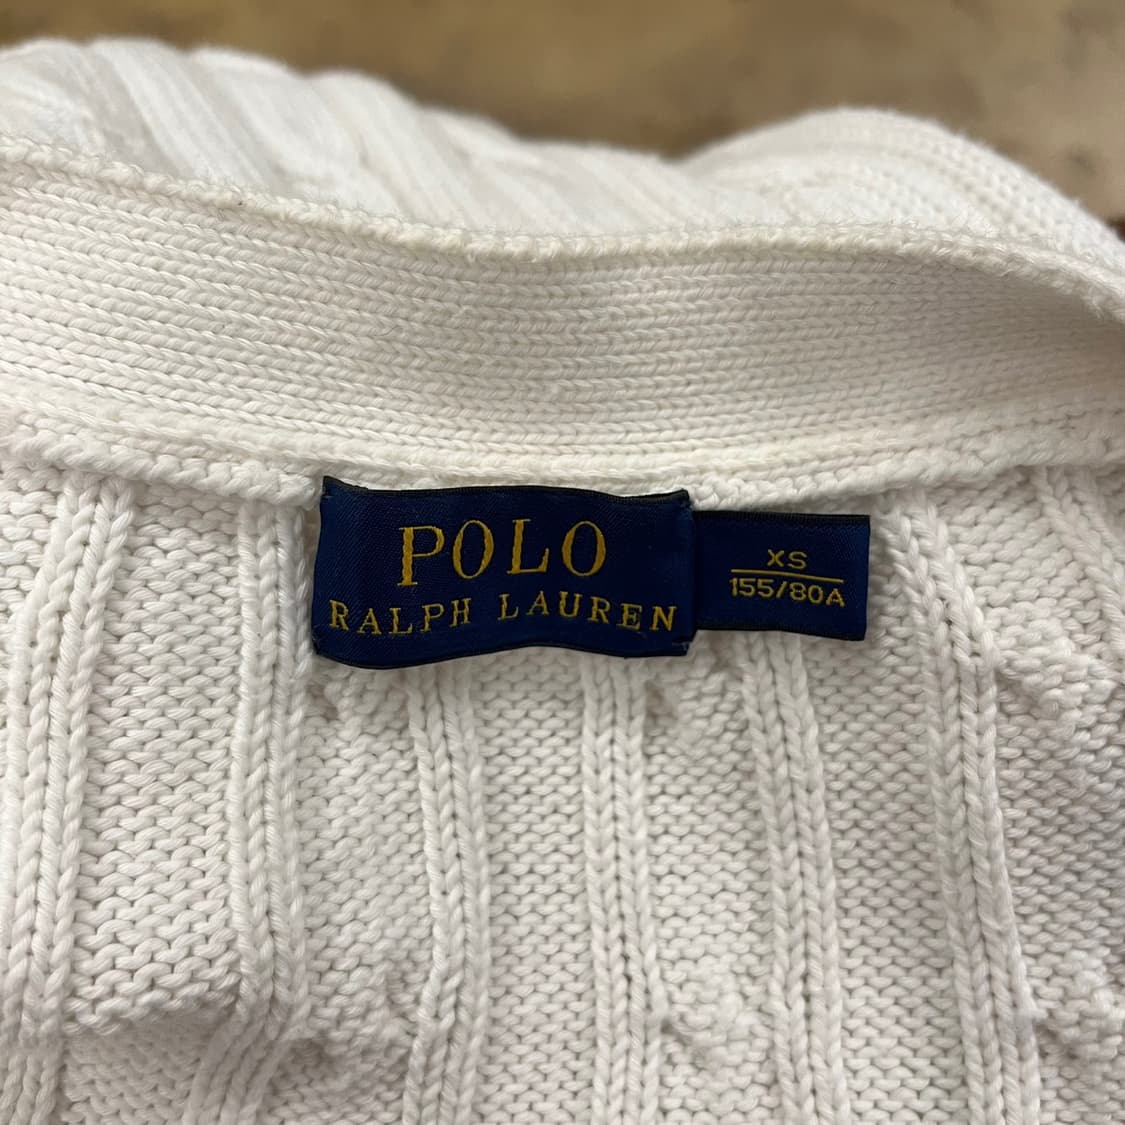 POLO
RALPH LAUREN
XS
155/80A